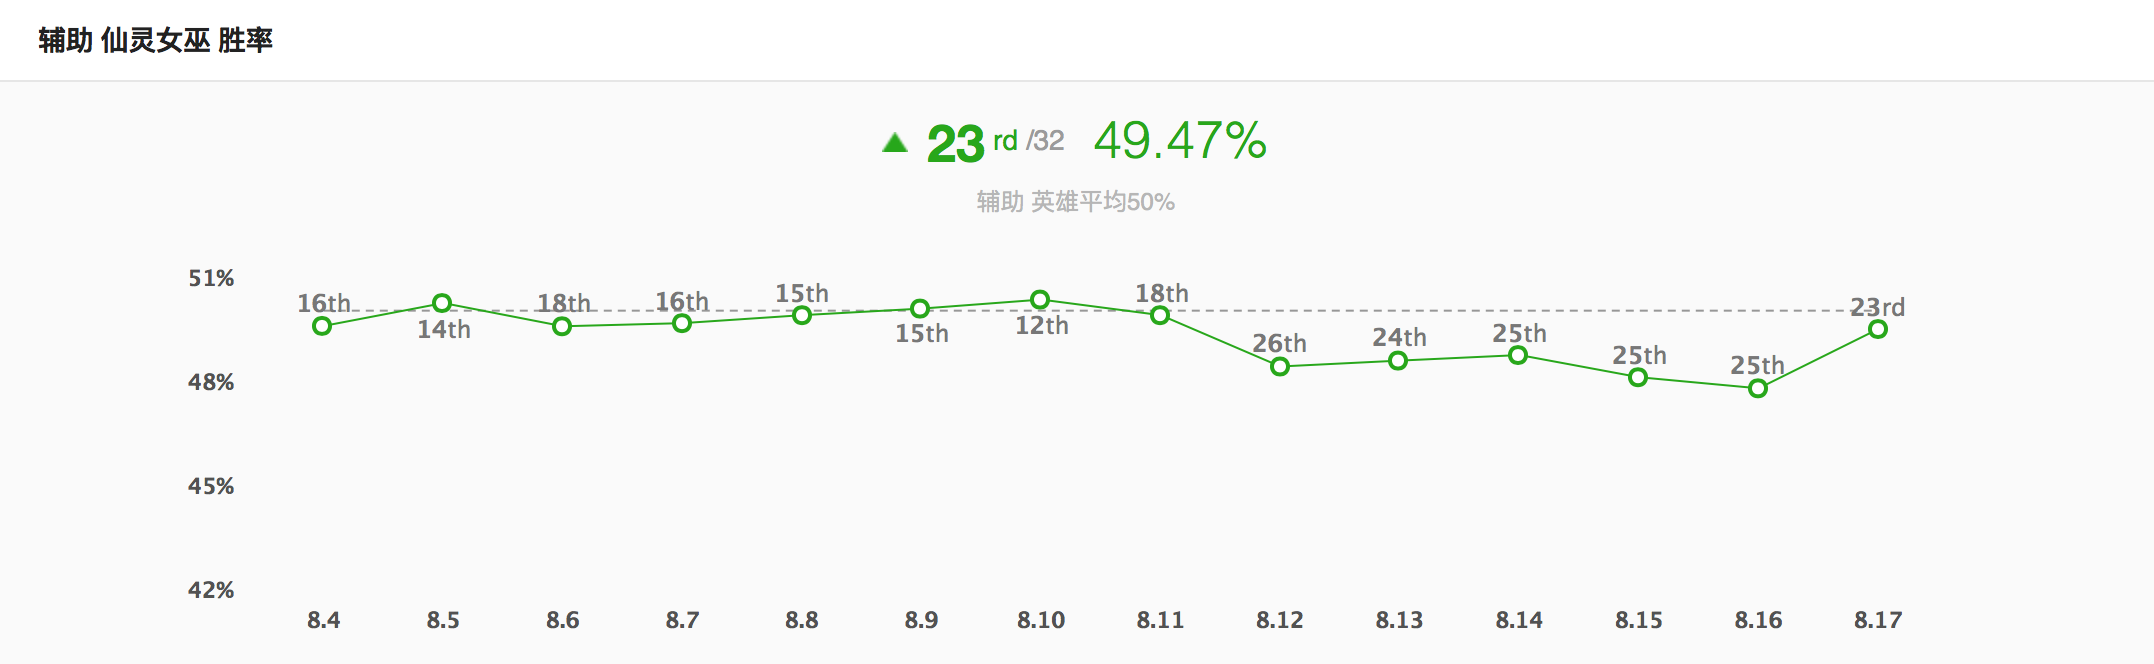 辅助 仙灵女巫 胜率
▲ 23 rd /32 49.47%
辅助 英雄平均50%
51%
16th 14th 18th 16th 15th 15th 12th 18th 26th 24th 25th 25th 25th 23rd
48%
45%
42%
8.4 8.5 8.6 8.7 8.8 8.9 8.10 8.11 8.12 8.13 8.14 8.15 8.16 8.17